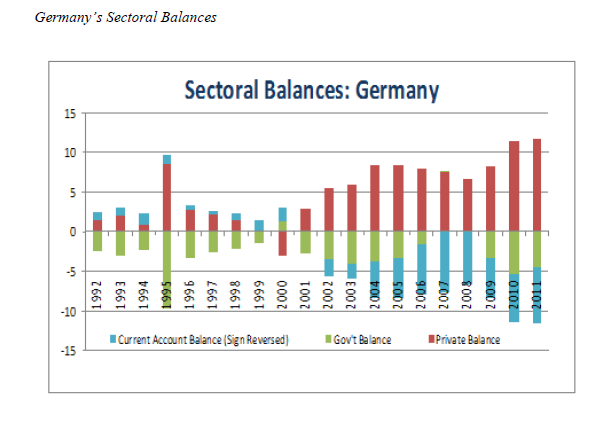 Germany's Sectoral Balances
Sectoral Balances: Germany
15
10
5
0
-5
-10
-15
1992 1993 1994 1995 1996 1997 1998 1999 2000 2001 2002 2003 2004 2005 2006 2007 2008 2009 2010 2011
Current Account Balance (Sign Reversed) Gov't Balance Private Balance